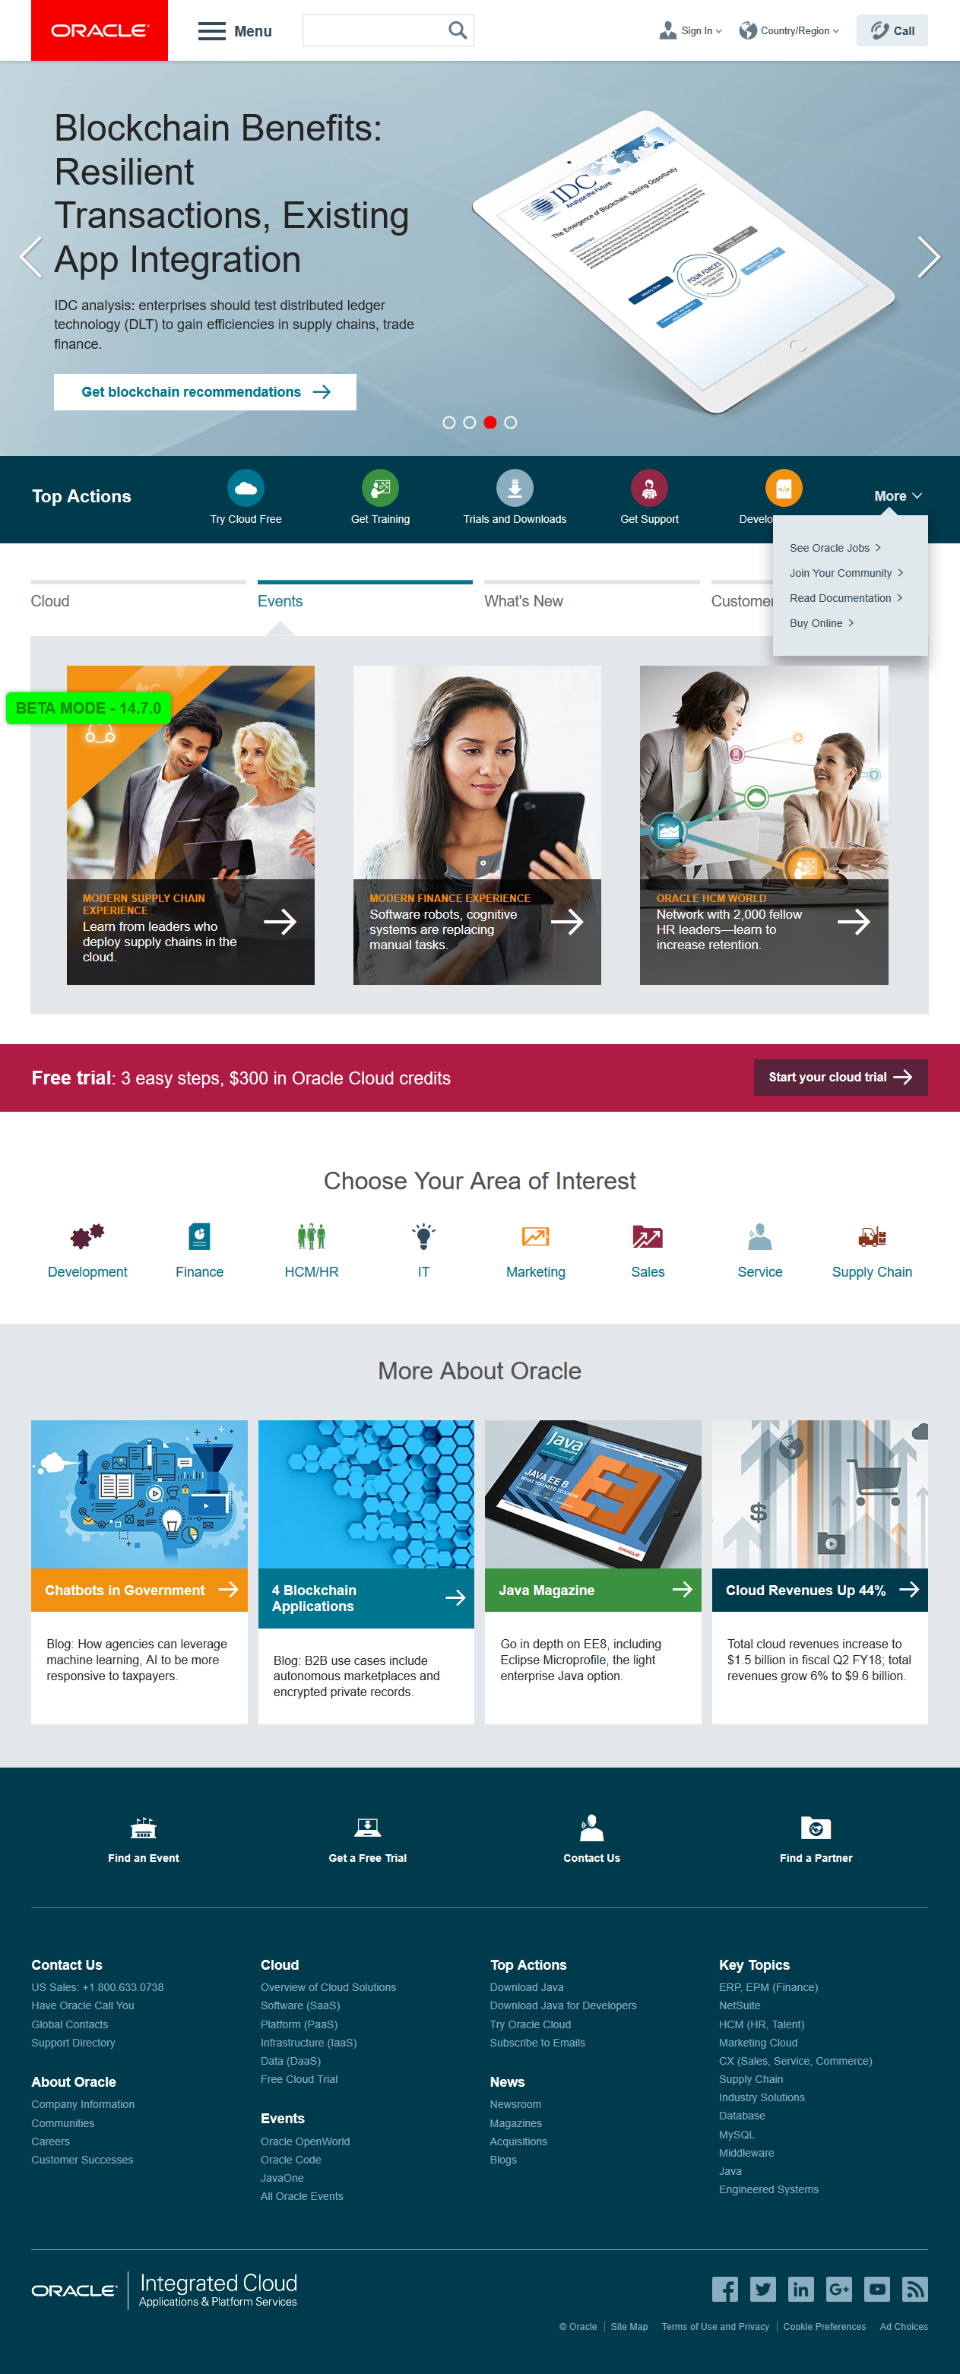 ORACLE
Menu
Sign In
Country/Region
Call
Blockchain Benefits:
Resilient
Transactions, Existing
App Integration
IDC analysis: enterprises should test distributed ledger
technology (DLT) to gain efficiencies in supply chains, trade
finance.
Get blockchain recommendations
IDC
Analyze the Future
The Emergence of Blockchain: Seizing Opportunity
FOUR FORCES
Top Actions
Try Cloud Free
Get Training
Trials and Downloads
Get Support
Develo
More
See Oracle Jobs
Join Your Community
Read Documentation
Buy Online
Cloud
Events
What's New
Custome
BETA MODE - 14.7.0
MODERN SUPPLY CHAIN
EXPERIENCE
Learn from leaders who
deploy supply chains in the
cloud.
MODERN FINANCE EXPERIENCE
Software robots, cognitive
systems are replacing
manual tasks.
ORACLE HCM WORLD
Network with 2,000 fellow
HR leaders—learn to
increase retention.
Free trial: 3 easy steps, $300 in Oracle Cloud credits
Start your cloud trial
Choose Your Area of Interest
Development
Finance
HCM/HR
IT
Marketing
Sales
Service
Supply Chain
More About Oracle
Java
magazine
JAVA EE 8
WHAT YOU NEED TO KNOW
ORACLE
$
Chatbots in Government
4 Blockchain
Applications
Java Magazine
Cloud Revenues Up 44%
Blog: How agencies can leverage
machine learning, AI to be more
responsive to taxpayers.
Blog: B2B use cases include
autonomous marketplaces and
encrypted private records.
Go in depth on EE8, including
Eclipse Microprofile, the light
enterprise Java option.
Total cloud revenues increase to
$1.5 billion in fiscal Q2 FY18; total
revenues grow 6% to $9.6 billion.
Find an Event
Get a Free Trial
Contact Us
Find a Partner
Contact Us
US Sales: +1.800.633.0738
Have Oracle Call You
Global Contacts
Support Directory
About Oracle
Company Information
Communities
Careers
Customer Successes
Cloud
Overview of Cloud Solutions
Software (SaaS)
Platform (PaaS)
Infrastructure (IaaS)
Data (DaaS)
Free Cloud Trial
Events
Oracle OpenWorld
Oracle Code
JavaOne
All Oracle Events
Top Actions
Download Java
Download Java for Developers
Try Oracle Cloud
Subscribe to Emails
News
Newsroom
Magazines
Acquisitions
Blogs
Key Topics
ERP, EPM (Finance)
NetSuite
HCM (HR, Talent)
Marketing Cloud
CX (Sales, Service, Commerce)
Supply Chain
Industry Solutions
Database
MySQL
Middleware
Java
Engineered Systems
ORACLE
Integrated Cloud
Applications & Platform Services
© Oracle
Site Map
Terms of Use and Privacy
Cookie Preferences
Ad Choices